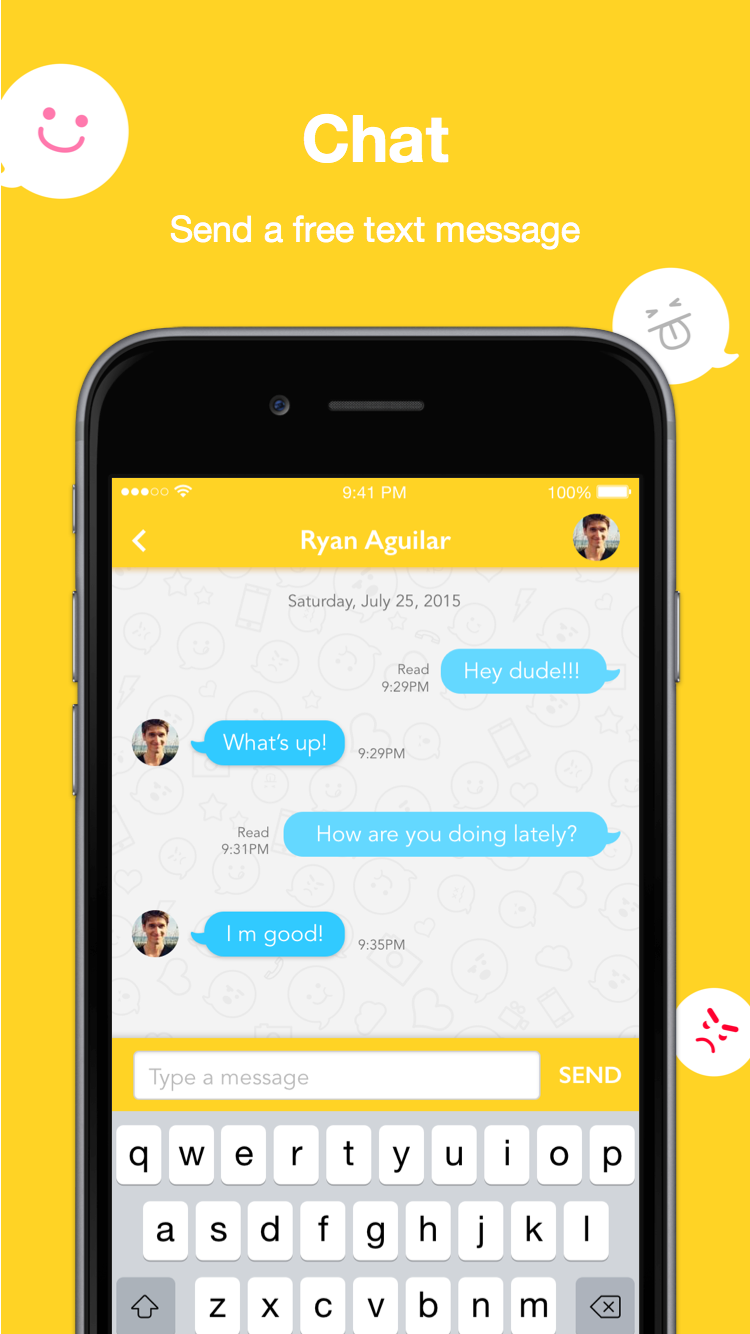 Chat
Send a free text message
9:41 PM
100%
Ryan Aguilar
Saturday, July 25, 2015
Read
9:29PM
Hey dude!!!
What's up!
9:29PM
Read
9:31PM
How are you doing lately?
I m good!
9:35PM
Type a message
SEND
q w e r t y u i o p
a s d f g h j k l
z x c v b n m